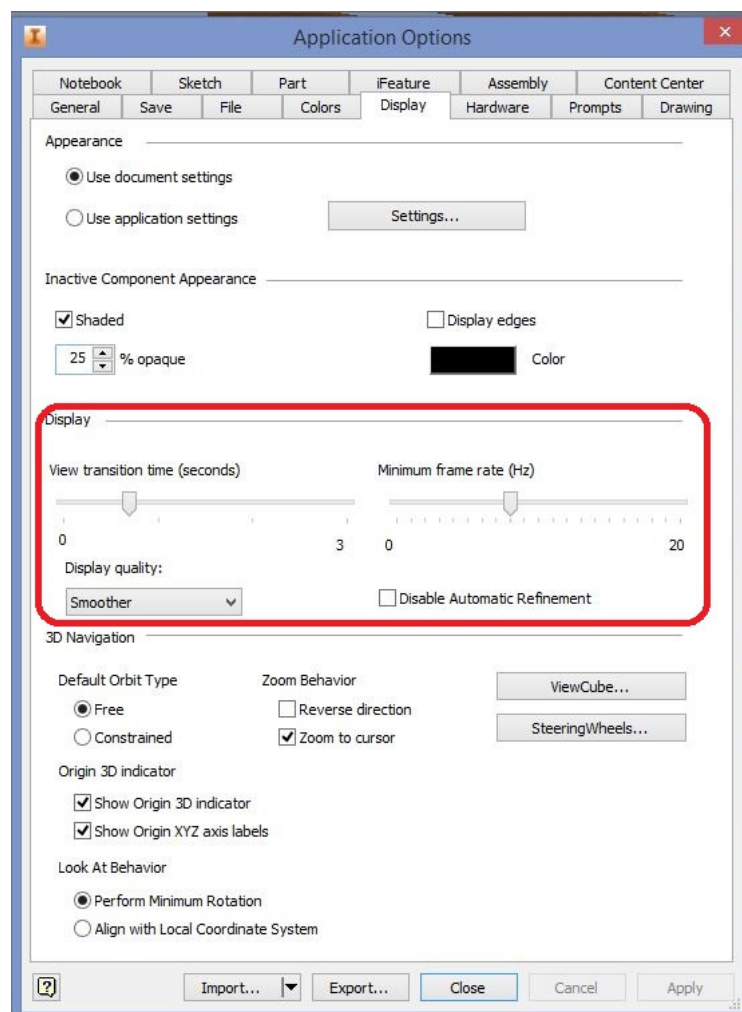 I
Application Options
x
Notebook Sketch Part iFeature Assembly Content Center
General Save File Colors Display Hardware Prompts Drawing
Appearance
Use document settings
Use application settings Settings...
Inactive Component Appearance
Shaded Display edges
25 % opaque Color
Display
View transition time (seconds) Minimum frame rate (Hz)
0 3 0 20
Display quality:
Smoother Disable Automatic Refinement
3D Navigation
Default Orbit Type Zoom Behavior ViewCube...
Free Reverse direction
Constrained Zoom to cursor SteeringWheels...
Origin 3D indicator
Show Origin 3D indicator
Show Origin XYZ axis labels
Look At Behavior
Perform Minimum Rotation
Align with Local Coordinate System
? Import... Export... Close Cancel Apply